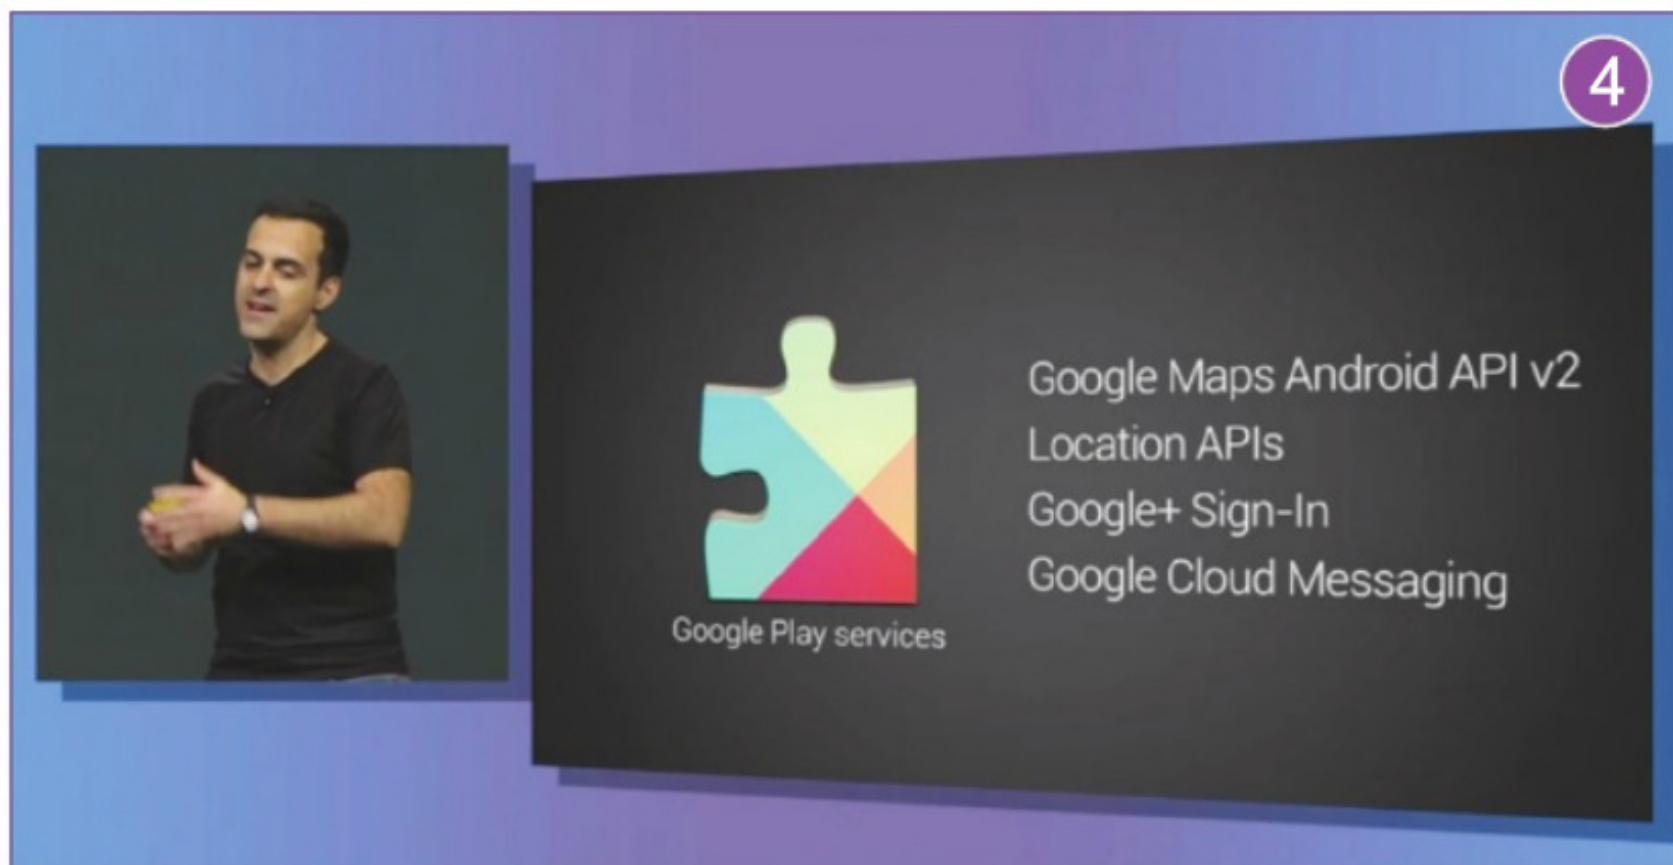 4
Google Maps Android API v2
Location APIs
Google+ Sign-In
Google Cloud Messaging
Google Play services